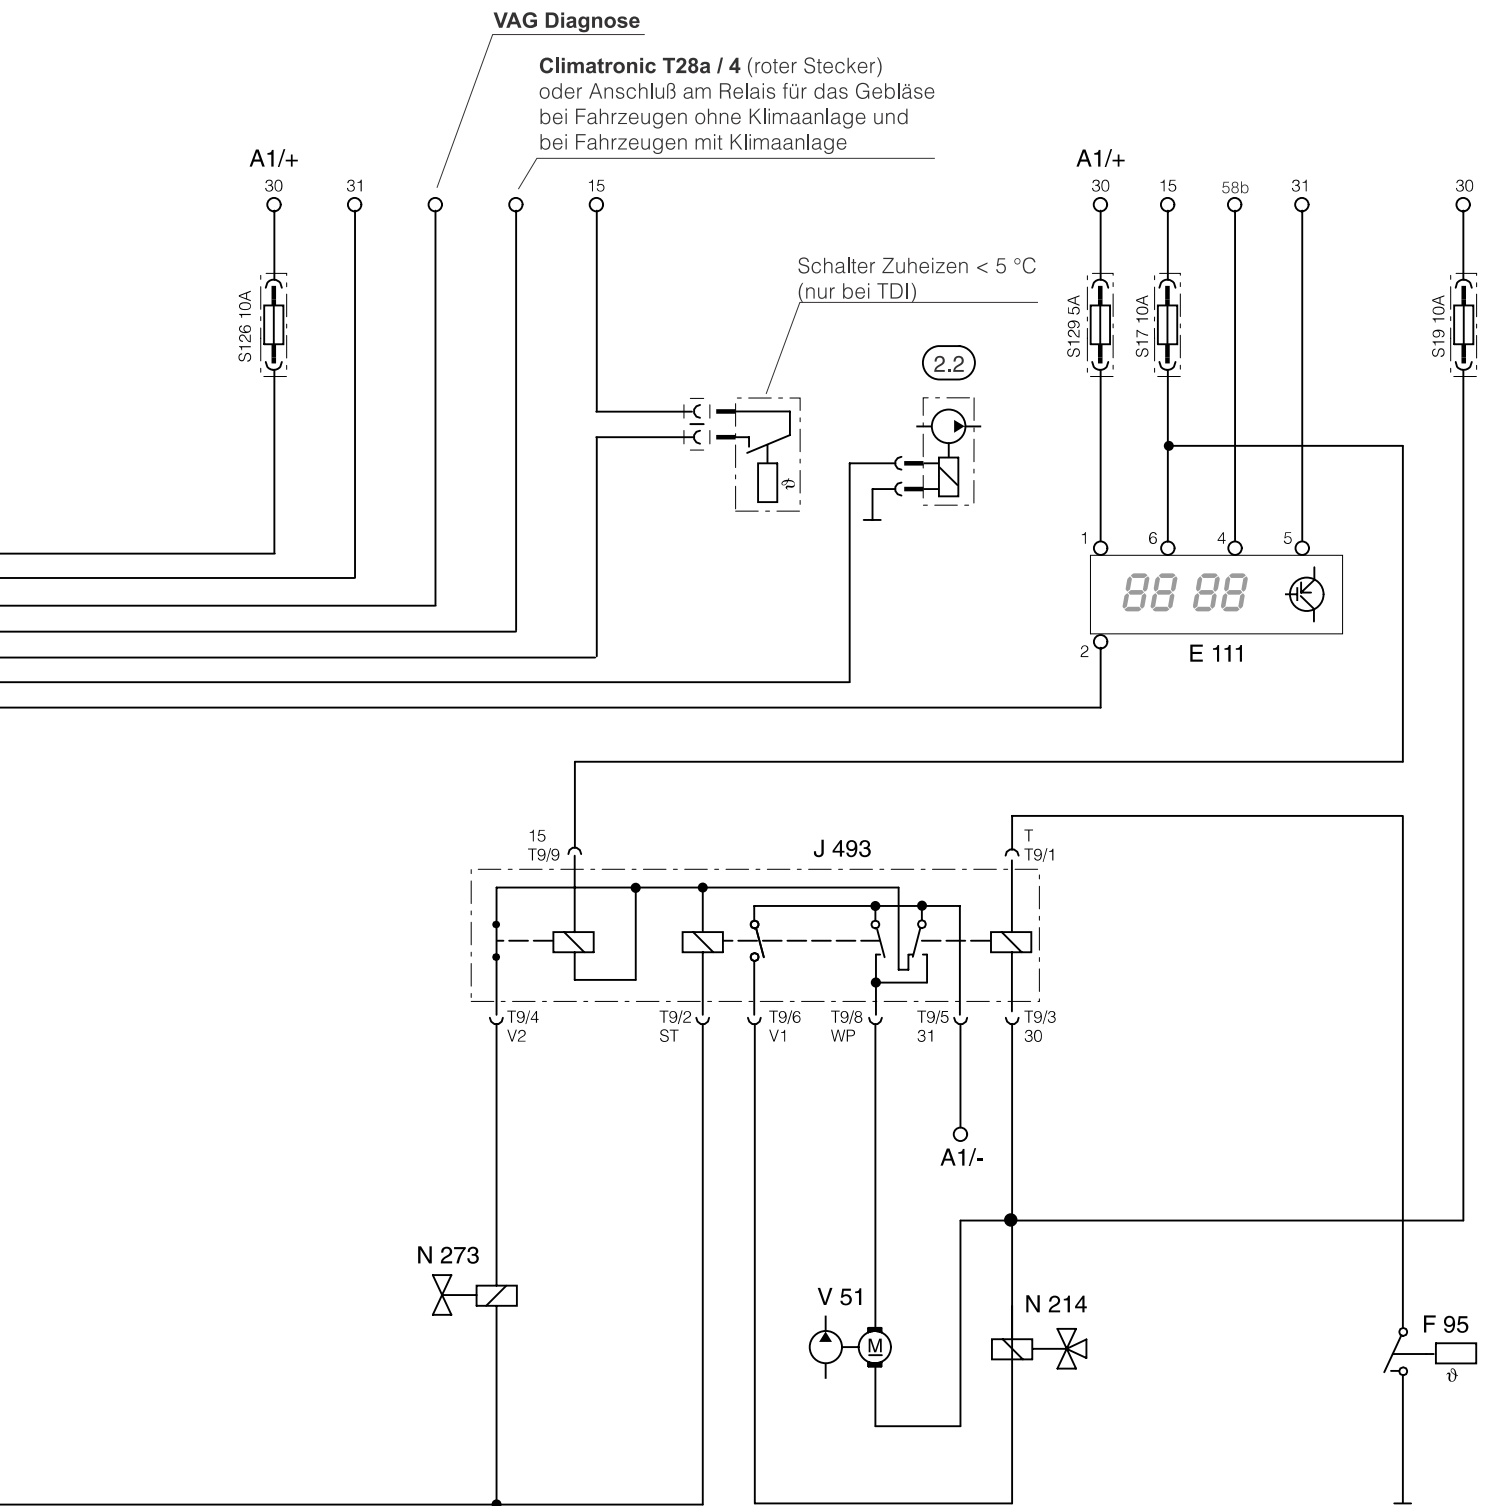 VAG Diagnose
Climatronic T28a / 4 (roter Stecker)
oder Anschluß am Relais für das Gebläse
bei Fahrzeugen ohne Klimaanlage und
bei Fahrzeugen mit Klimaanlage
A1/+
A1/+
30
31
15
30
15
58b
31
30
Schalter Zuheizen < 5 °C
(nur bei TDI)
S126 10A
S129 5A
S17 10A
S19 10A
2.2
ϑ
1
6
4
5
88 88
2
E 111
15
T9/9
J 493
T
T9/1
T9/4
V2
T9/2
ST
T9/6
V1
T9/8
WP
T9/5
31
T9/3
30
A1/-
N 273
V 51
M
N 214
F 95
ϑ